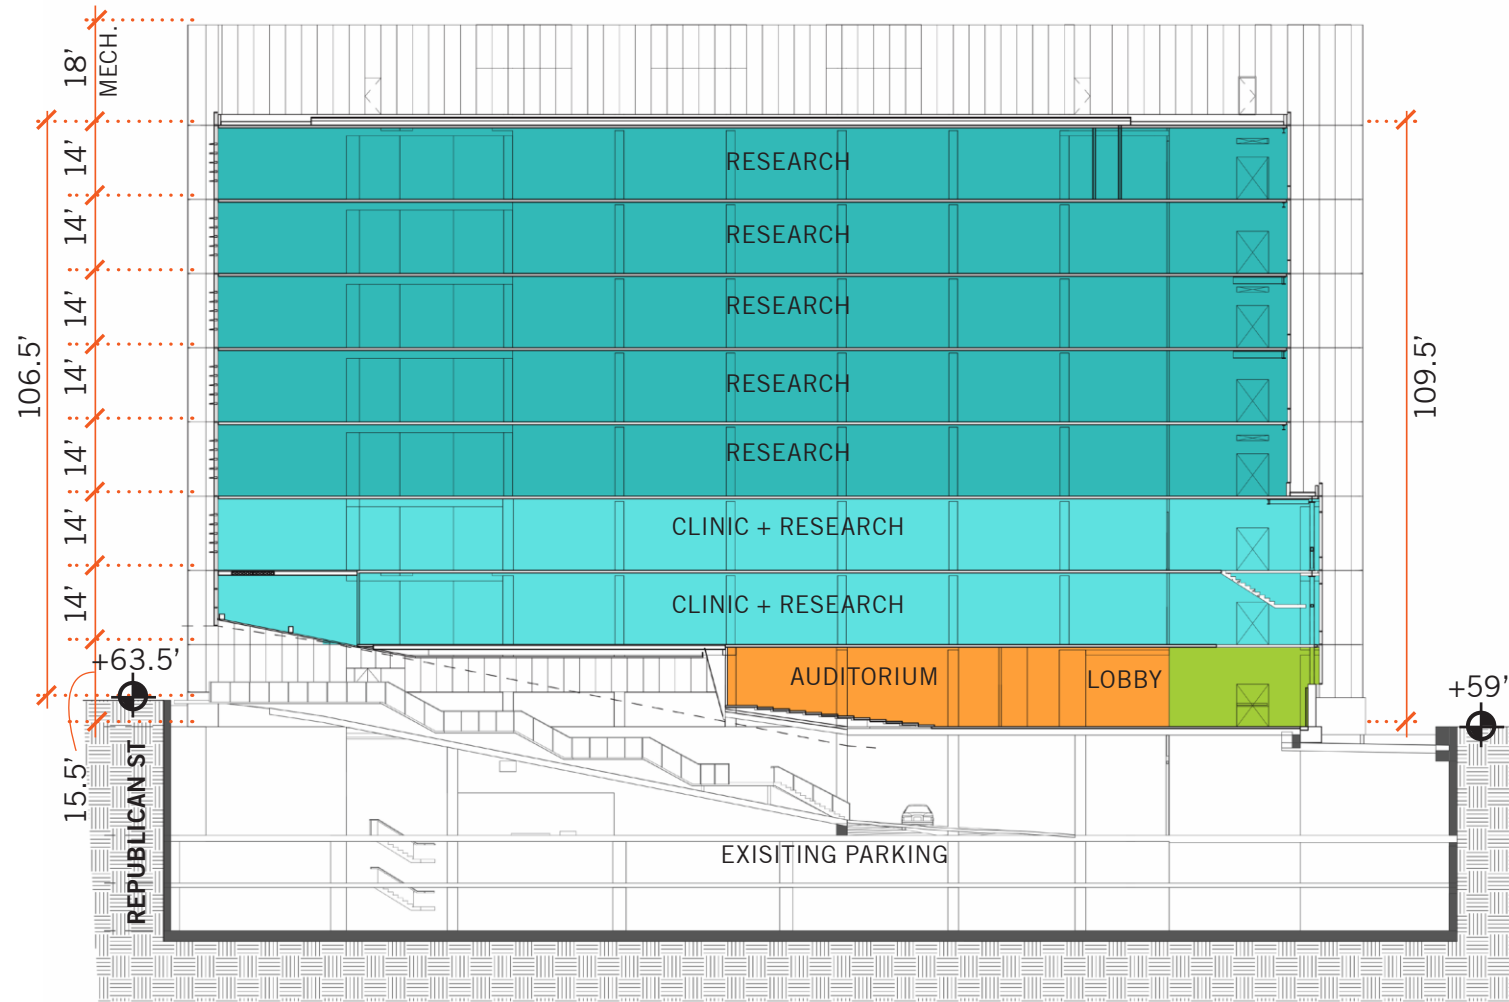 18’
MECH.
14’
RESEARCH
14’
RESEARCH
14’
RESEARCH
106.5’
109.5’
14’
RESEARCH
14’
RESEARCH
14’
CLINIC + RESEARCH
14’
CLINIC + RESEARCH
+63.5’
AUDITORIUM
LOBBY
+59’
15.5’
REPUBLICAN ST
EXISITING PARKING